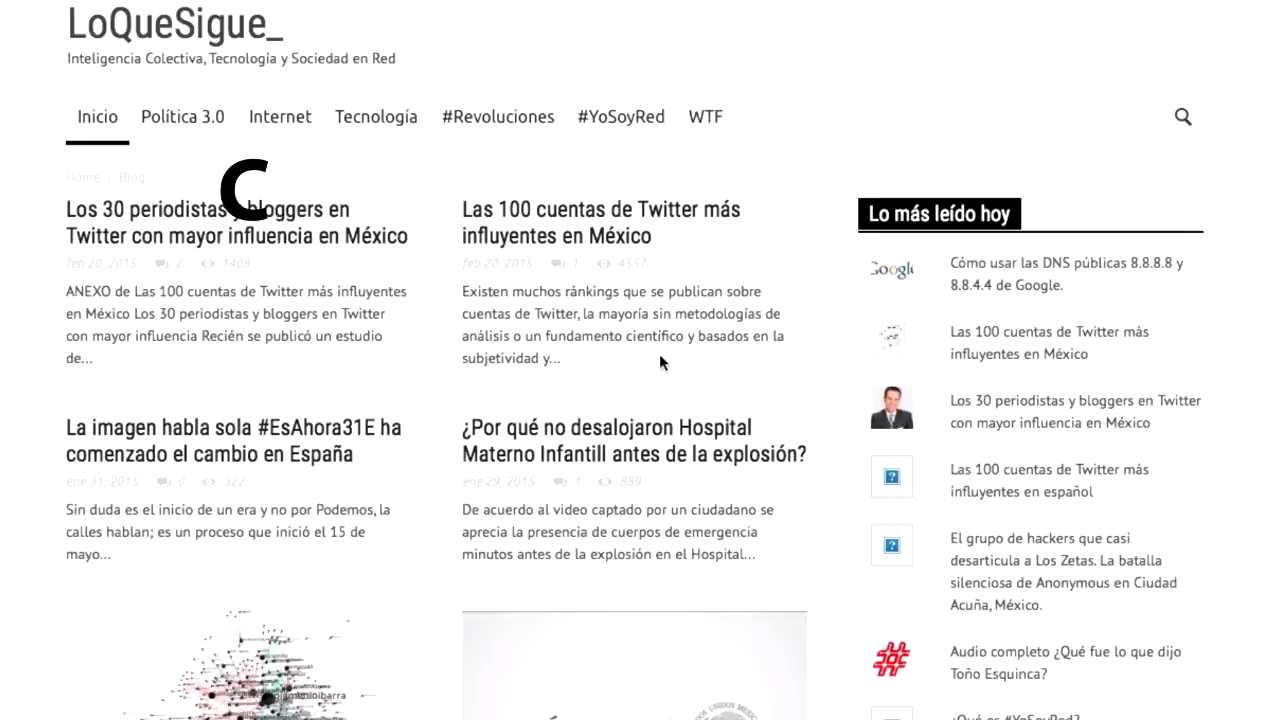 LoQueSigue_
Inteligencia Colectiva, Tecnología y Sociedad en Red
Inicio Política 3.0 Internet Tecnología #Revoluciones #YoSoyRed WTF
Home › Blog
C
Los 30 periodistas y bloggers en
Twitter con mayor influencia en México
feb 20, 2015 2 1408
ANEXO de Las 100 cuentas de Twitter más influyentes
en México Los 30 periodistas y bloggers en Twitter
con mayor influencia Recién se publicó un estudio
de...
Las 100 cuentas de Twitter más
influyentes en México
feb 20, 2015 1 4557
Existen muchos ránkings que se publican sobre
cuentas de Twitter, la mayoría sin metodologías de
análisis o un fundamento científico y basados en la
subjetividad y...
La imagen habla sola #EsAhora31E ha
comenzado el cambio en España
ene 31, 2015 0 322
Sin duda es el inicio de un era y no por Podemos, la
calles hablan; es un proceso que inició el 15 de
mayo...
¿Por qué no desalojaron Hospital
Materno Infantill antes de la explosión?
ene 29, 2015 1 889
De acuerdo al video captado por un ciudadano se
aprecia la presencia de cuerpos de emergencia
minutos antes de la explosión en el Hospital...
Lo más leído hoy
Google
Cómo usar las DNS públicas 8.8.8.8 y
8.8.4.4 de Google.
Las 100 cuentas de Twitter más
influyentes en México
Los 30 periodistas y bloggers en Twitter
con mayor influencia en México
Las 100 cuentas de Twitter más
influyentes en español
El grupo de hackers que casi
desarticula a Los Zetas. La batalla
silenciosa de Anonymous en Ciudad
Acuña, México.
Audio completo ¿Qué fue lo que dijo
Toño Esquinca?
¿Qué es #YoSoyRed?